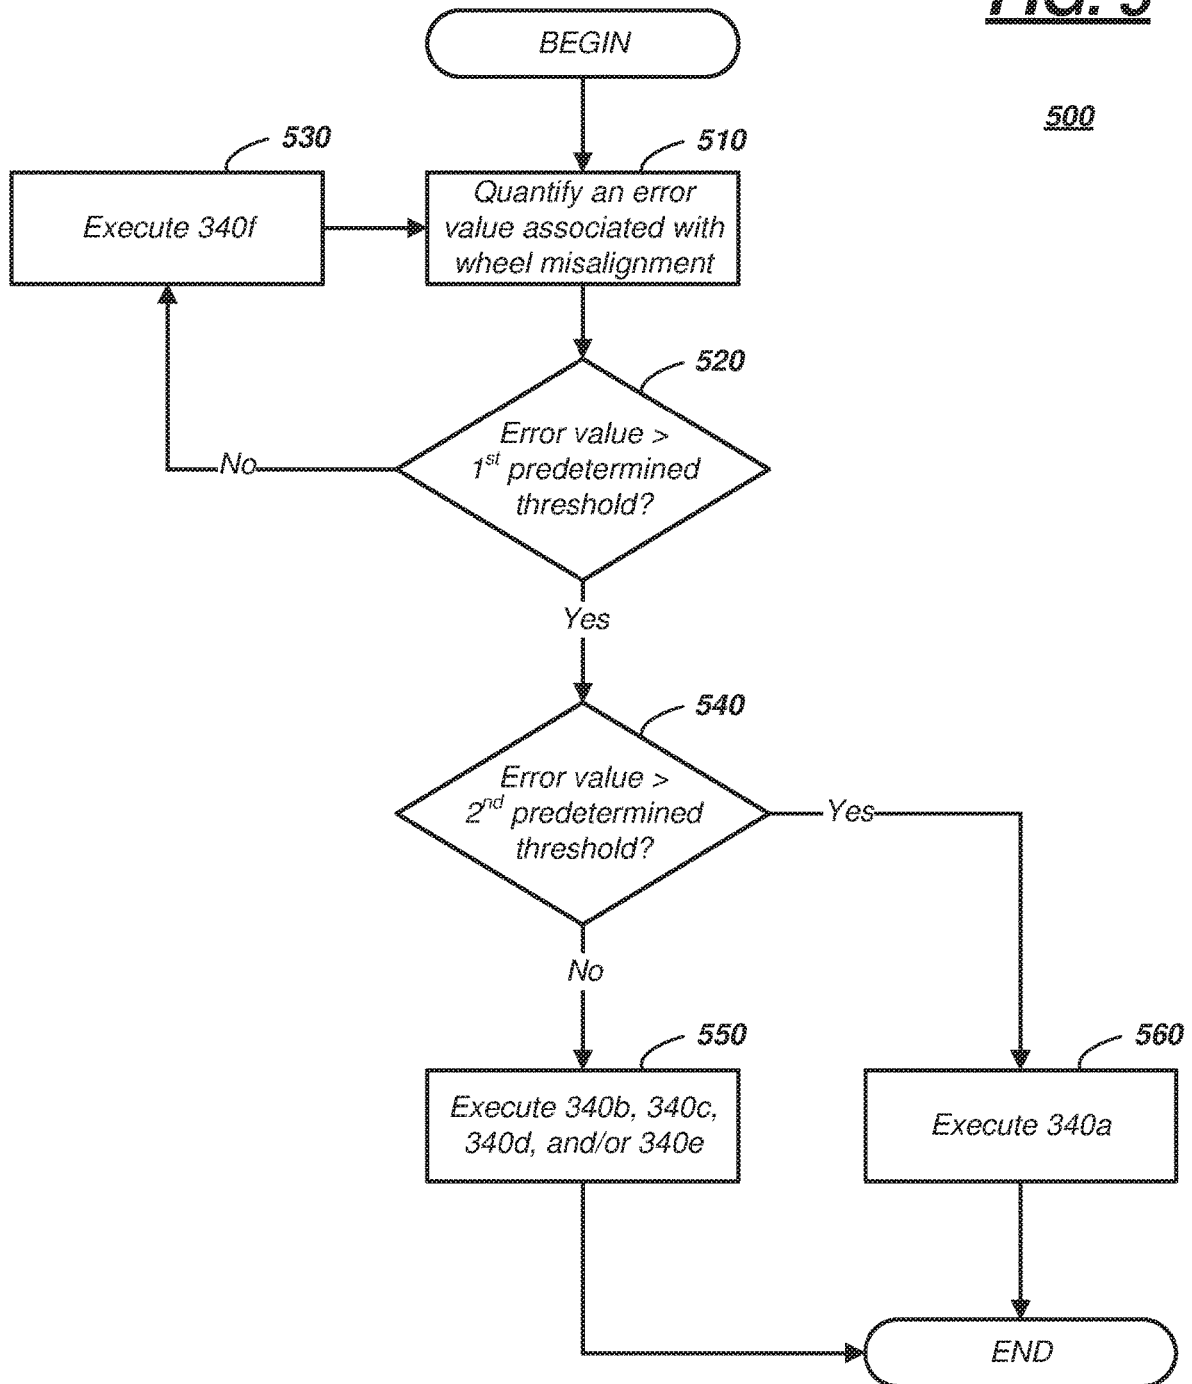 BEGIN
500
530
510
Execute 340f
Quantify an error
value associated with
wheel misalignment
520
Error value >
1st predetermined
threshold?
No
Yes
540
Error value >
2nd predetermined
threshold?
Yes
No
550
560
Execute 340b, 340c,
340d, and/or 340e
Execute 340a
END